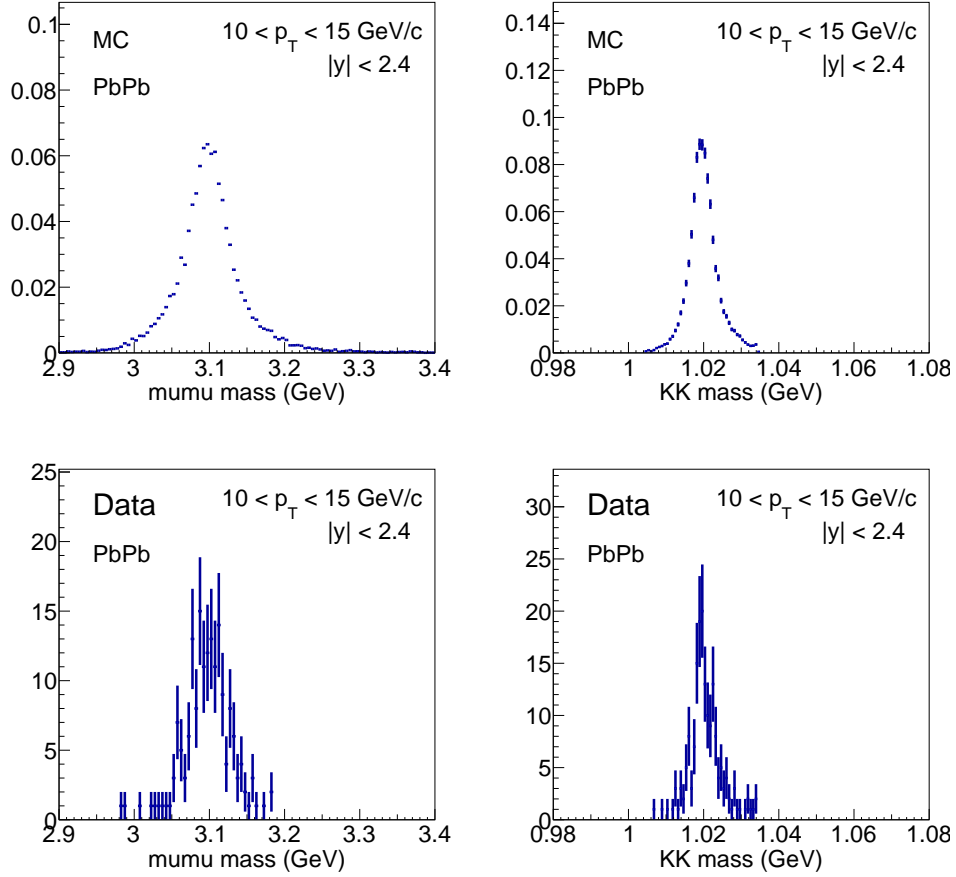 0.1
0.08
0.06
0.04
0.02
0
MC
PbPb
10 < p_T < 15 GeV/c
|y| < 2.4
2.9 3 3.1 3.2 3.3 3.4
mumu mass (GeV)
0.14
0.12
0.1
0.08
0.06
0.04
0.02
0
MC
PbPb
10 < p_T < 15 GeV/c
|y| < 2.4
0.98 1 1.02 1.04 1.06 1.08
KK mass (GeV)
25
20
15
10
5
0
Data
PbPb
10 < p_T < 15 GeV/c
|y| < 2.4
2.9 3 3.1 3.2 3.3 3.4
mumu mass (GeV)
30
25
20
15
10
5
0
Data
PbPb
10 < p_T < 15 GeV/c
|y| < 2.4
0.98 1 1.02 1.04 1.06 1.08
KK mass (GeV)